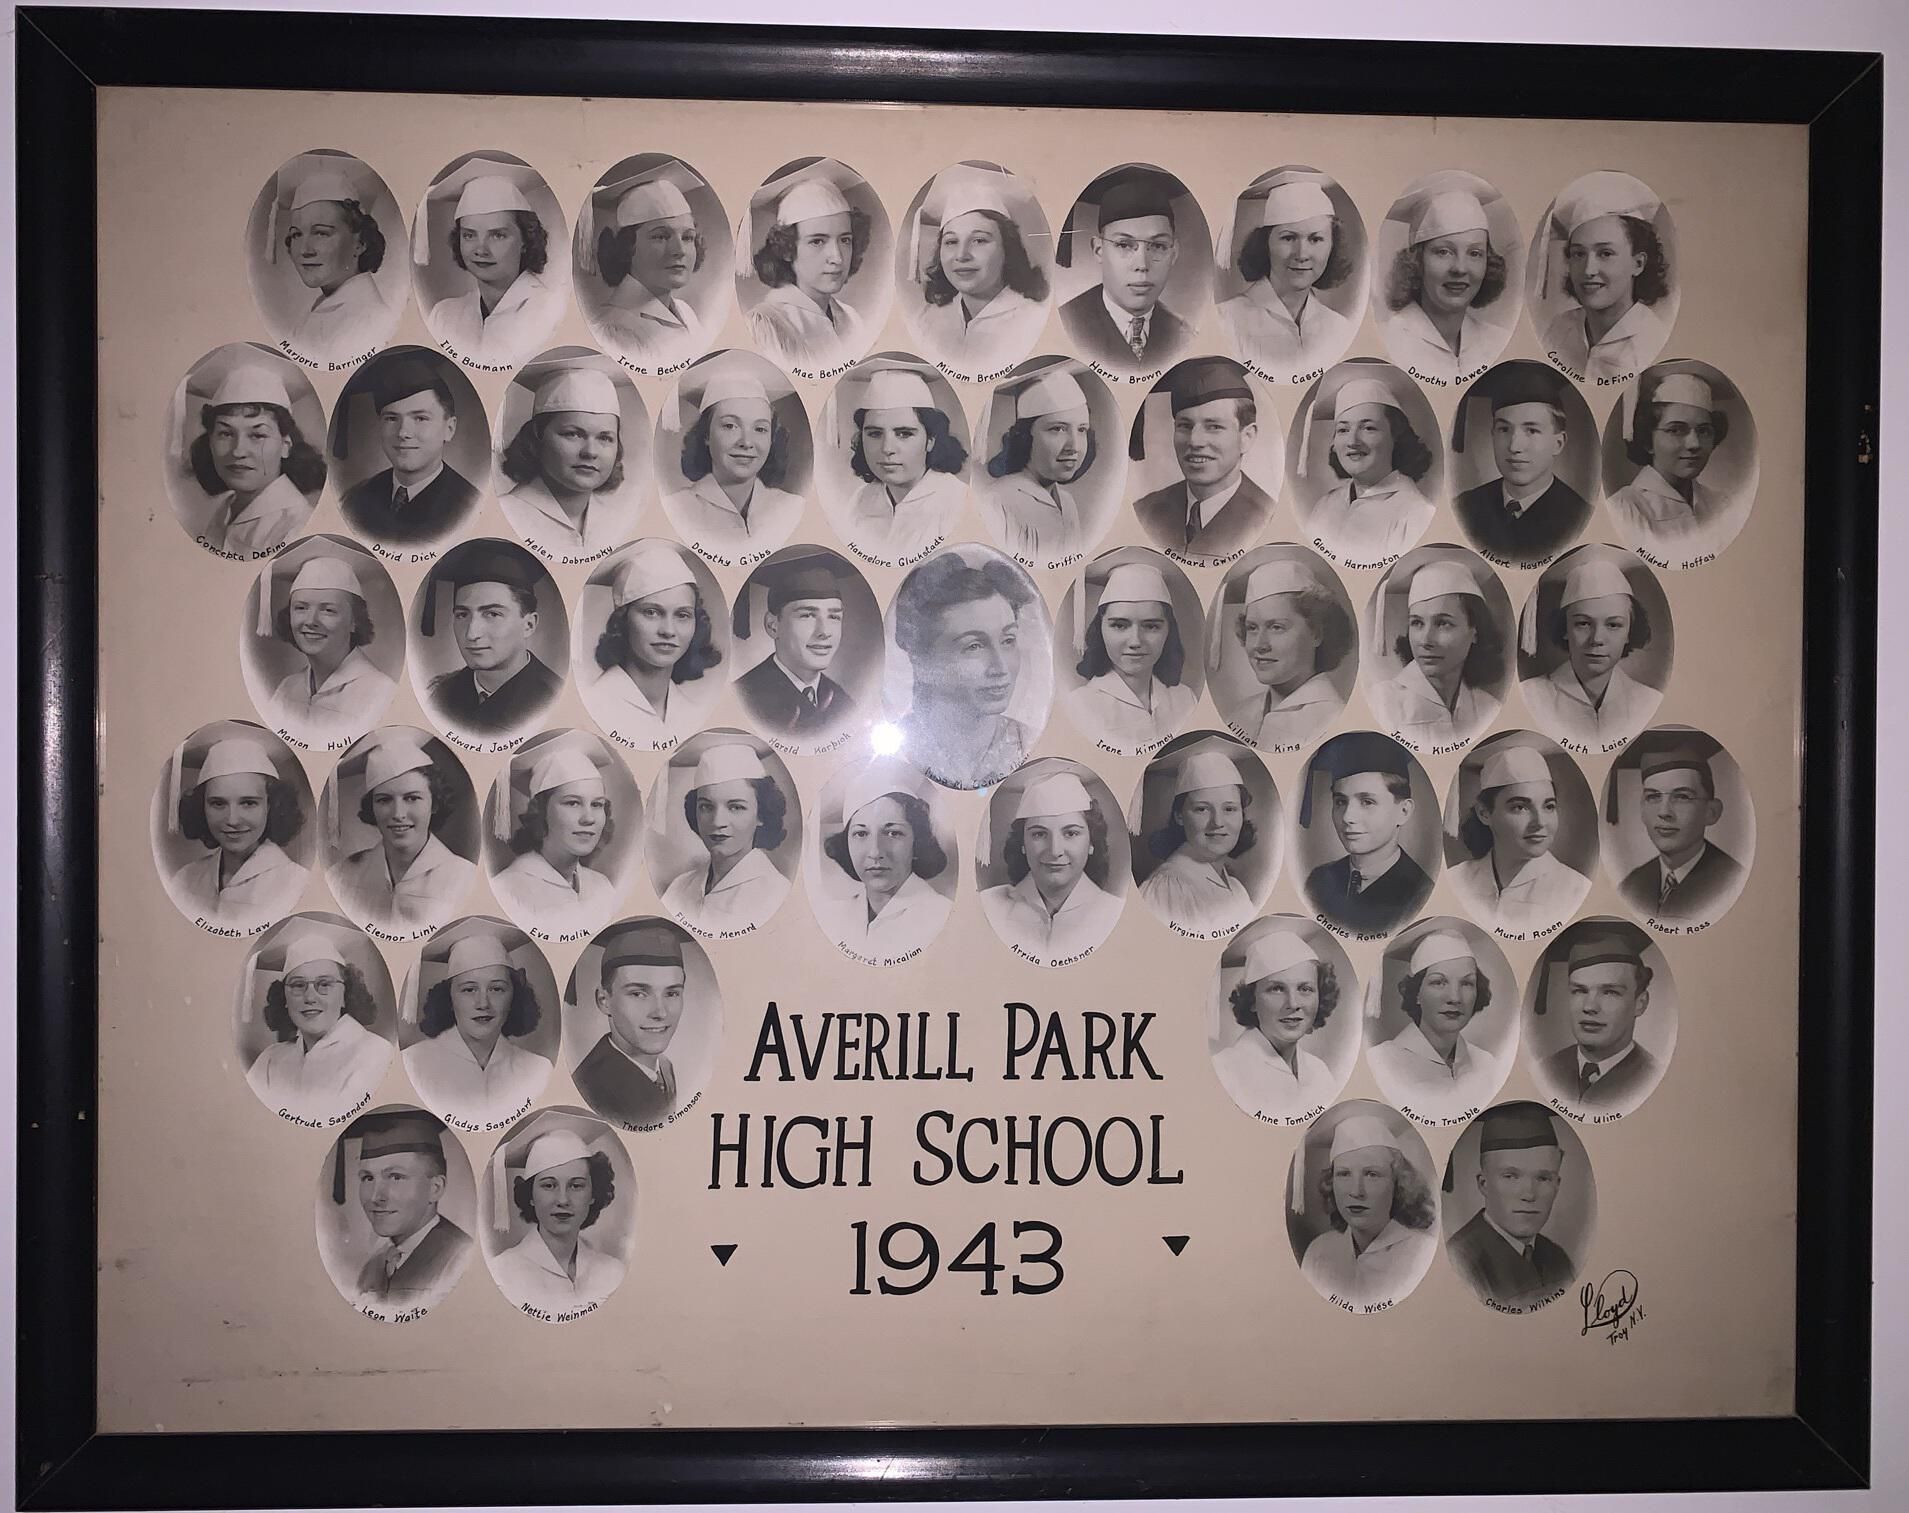 Marjorie Barringer
Ilse Baumann
Irene Becker
Mae Behnke
Miriam Brenner
Harry Brown
Arlene Casey
Dorothy Dawes
Caroline DeFino
Concepta DeFino
David Dick
Helen Dobransky
Dorothy Gibbs
Hannelore Gluckstadt
Lois Griffin
Bernard Gwinn
Gloria Harrington
Albert Hayner
Mildred Hoffay
Marion Hull
Edward Jasper
Doris Karl
Harold Karpiak
Miss M.
Irene Kimmey
Lillian King
Jennie Kleiber
Ruth Laier
Elizabeth Law
Eleanor Link
Eva Malik
Florence Menard
Margaret Micalian
Arrida Oechsner
Virginia Oliver
Charles Roney
Muriel Rosen
Robert Ross
Gertrude Sagendorf
Gladys Sagendorf
Theodore Simonson
Anne Tomchick
Marion Trumble
Richard Uline
Leon Waite
Nettie Weinman
Hilda Wiese
Charles Wilkins
AVERILL PARK
HIGH SCHOOL
1943
Lloyd
Troy N.Y.